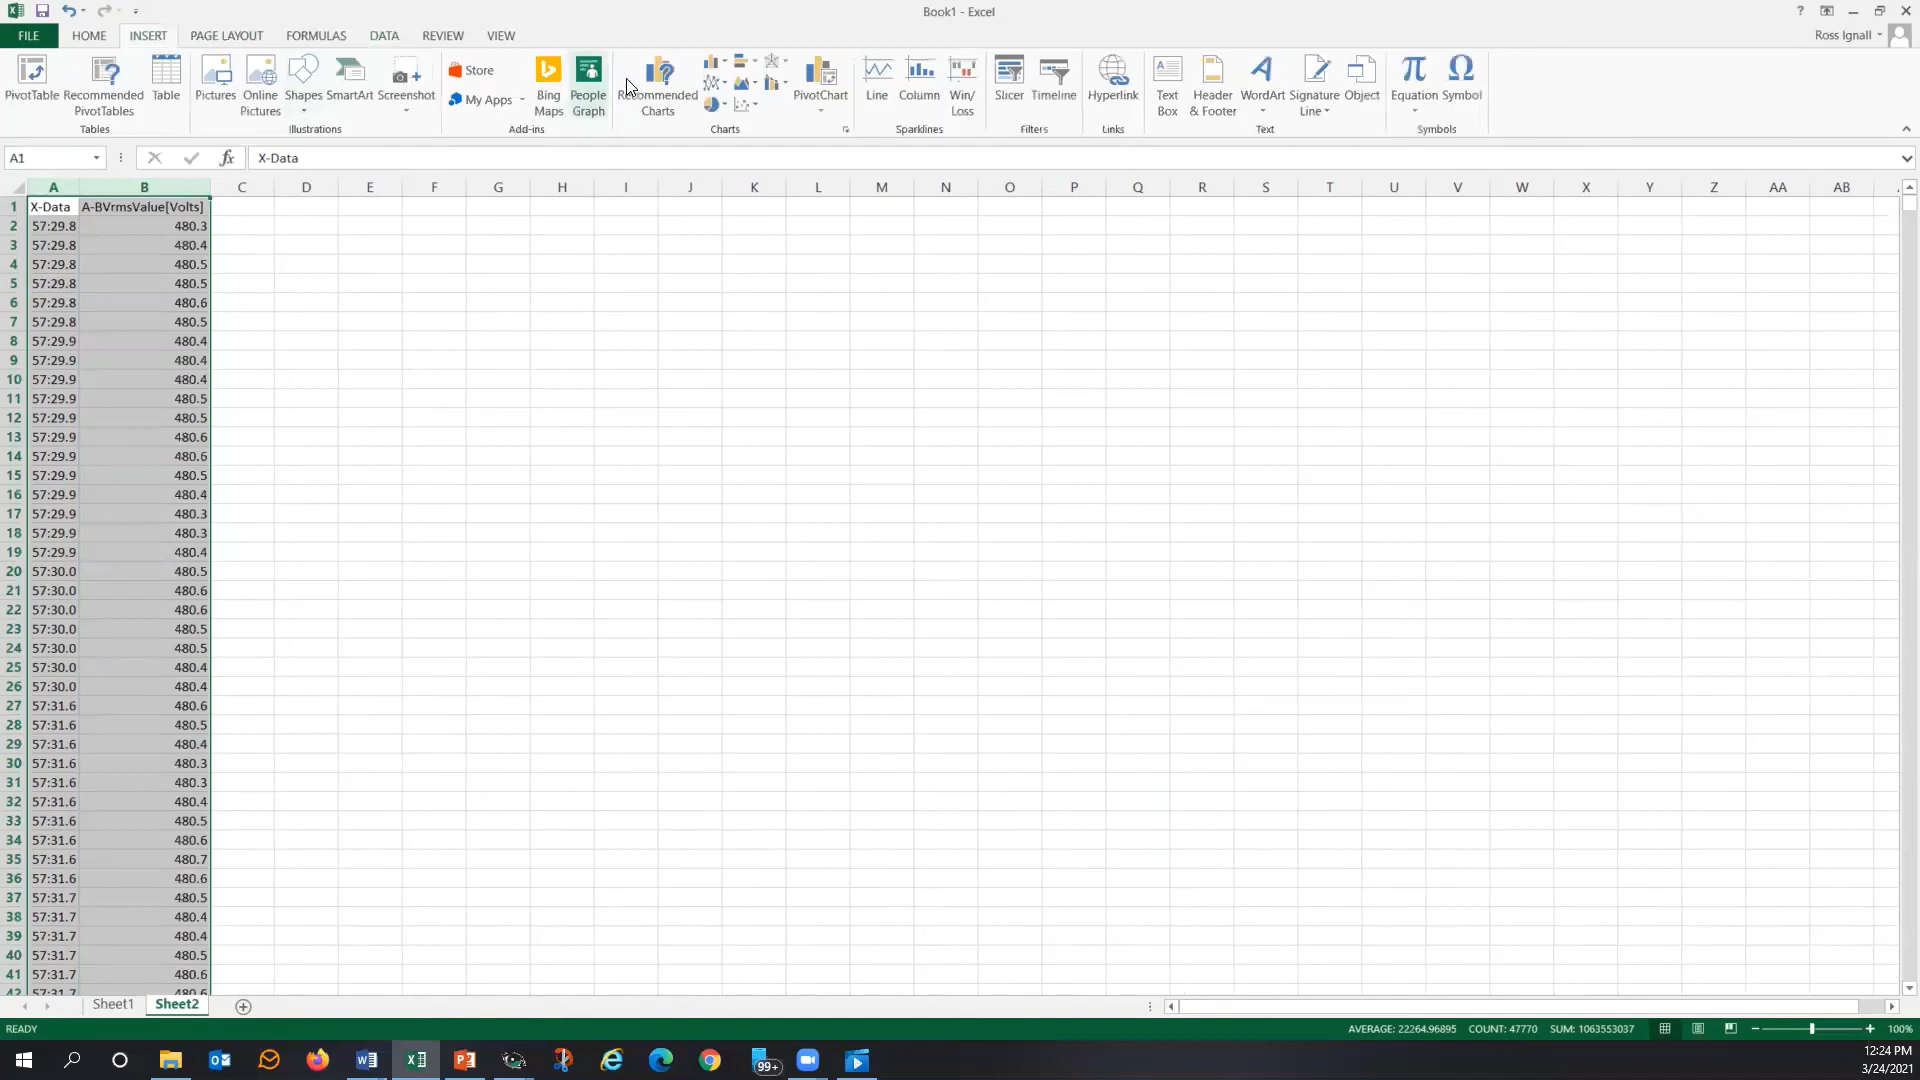 Book1 - Excel
?
FILE HOME INSERT PAGE LAYOUT FORMULAS DATA REVIEW VIEW
Ross Ignall
PivotTable Recommended PivotTables Table
Pictures Online Pictures Shapes SmartArt Screenshot
Store
My Apps
Bing Maps People Graph
Recommended Charts
PivotChart
Line Column Win/Loss
Slicer Timeline
Hyperlink
Text Box Header & Footer WordArt Signature Line Object
π Equation Ω Symbol
Tables Illustrations Add-ins Charts Sparklines Filters Links Text Symbols
A1 fx X-Data
A B C D E F G H I J K L M N O P Q R S T U V W X Y Z AA AB
1 X-Data A-BVrmsValue[Volts]
2 57:29.8 480.3
3 57:29.8 480.4
4 57:29.8 480.5
5 57:29.8 480.5
6 57:29.8 480.6
7 57:29.8 480.5
8 57:29.9 480.4
9 57:29.9 480.4
10 57:29.9 480.4
11 57:29.9 480.5
12 57:29.9 480.5
13 57:29.9 480.6
14 57:29.9 480.6
15 57:29.9 480.5
16 57:29.9 480.4
17 57:29.9 480.3
18 57:29.9 480.3
19 57:29.9 480.4
20 57:30.0 480.5
21 57:30.0 480.6
22 57:30.0 480.6
23 57:30.0 480.5
24 57:30.0 480.5
25 57:30.0 480.4
26 57:30.0 480.4
27 57:31.6 480.6
28 57:31.6 480.5
29 57:31.6 480.4
30 57:31.6 480.3
31 57:31.6 480.3
32 57:31.6 480.4
33 57:31.6 480.5
34 57:31.6 480.6
35 57:31.6 480.7
36 57:31.6 480.6
37 57:31.7 480.5
38 57:31.7 480.4
39 57:31.7 480.4
40 57:31.7 480.5
41 57:31.7 480.6
42 57:31.7 480.6
Sheet1 Sheet2
READY AVERAGE: 22264.96895 COUNT: 47770 SUM: 1063553037 100%
99+
12:24 PM
3/24/2021